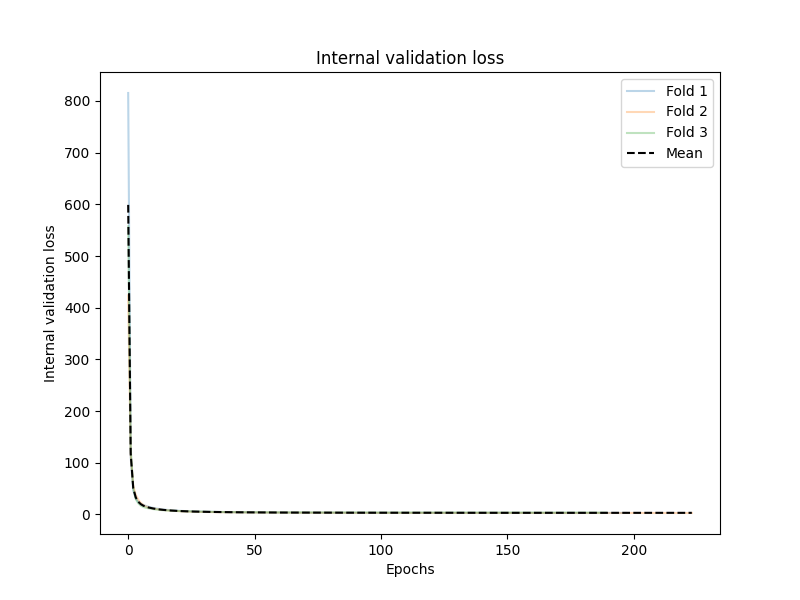 Internal validation loss
Fold 1
Fold 2
Fold 3
Mean
800
700
600
500
400
300
200
100
0
Internal validation loss
0 50 100 150 200
Epochs